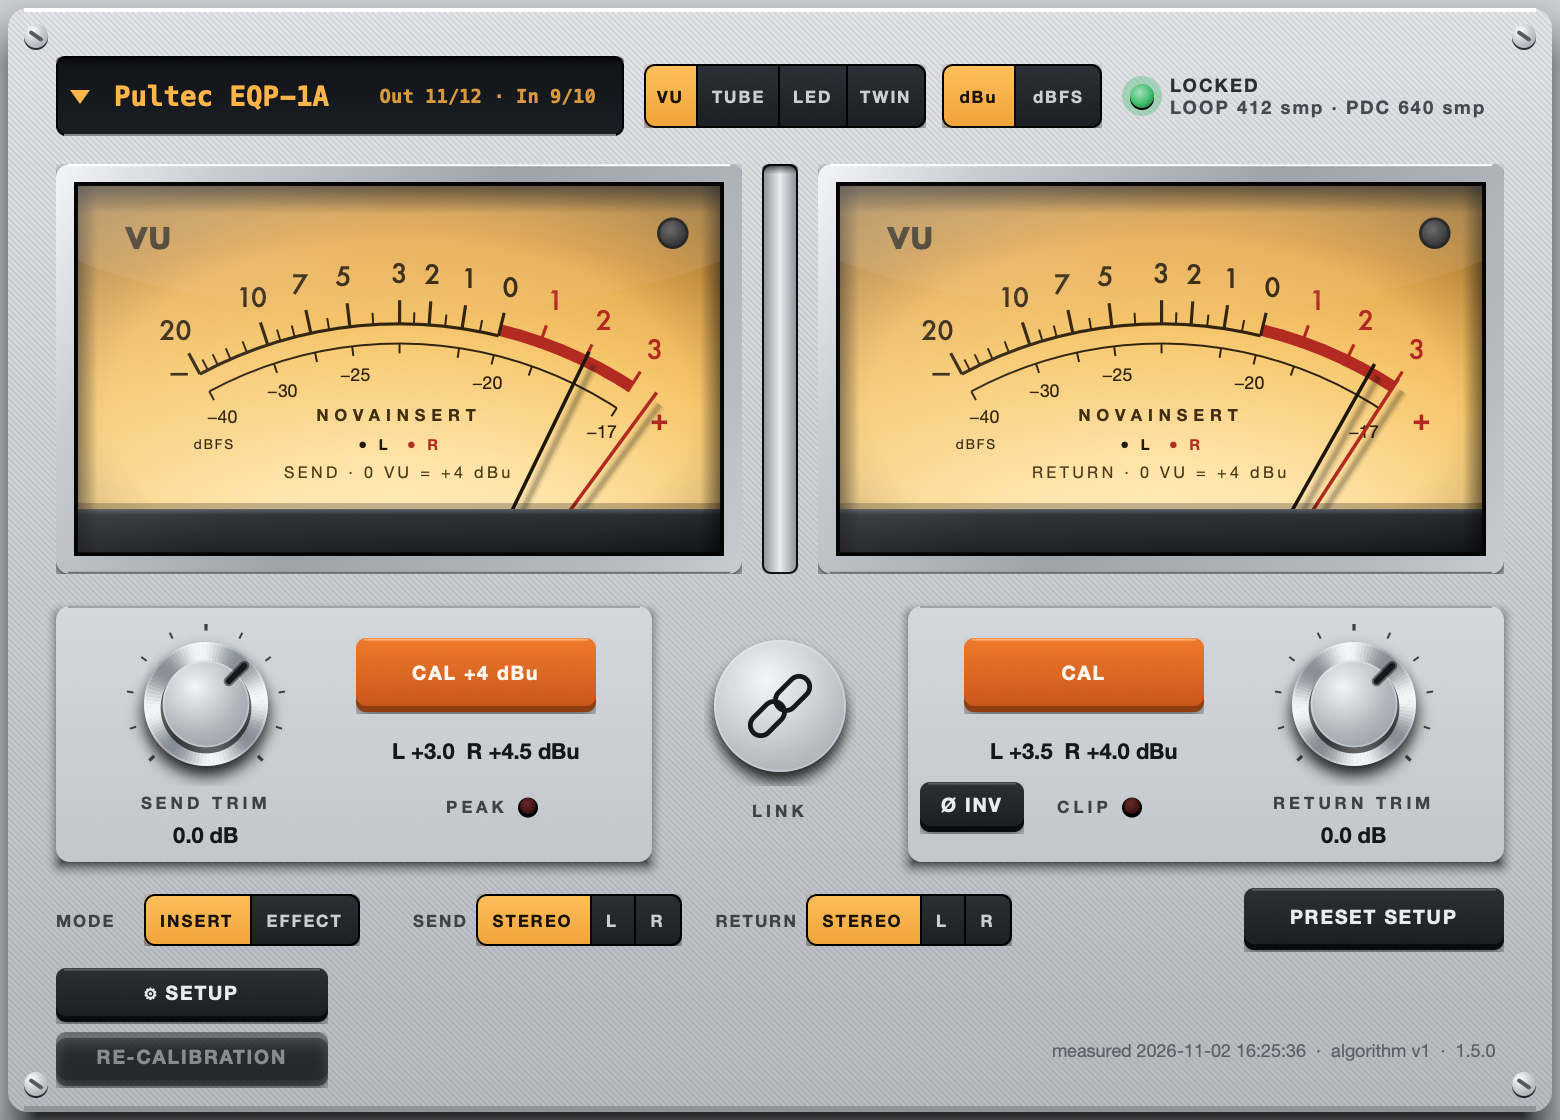 Pultec EQP-1A Out 11/12 · In 9/10
VU TUBE LED TWIN
dBu dBFS
LOCKED
LOOP 412 smp · PDC 640 smp
VU
20 10 7 5 3 2 1 0 1 2 3
− +
−40 −30 −25 −20 −17
dBFS
NOVAINSERT
• L • R
SEND · 0 VU = +4 dBu
VU
20 10 7 5 3 2 1 0 1 2 3
− +
−40 −30 −25 −20 −17
dBFS
NOVAINSERT
• L • R
RETURN · 0 VU = +4 dBu
SEND TRIM
0.0 dB
CAL +4 dBu
L +3.0 R +4.5 dBu
PEAK
LINK
CAL
L +3.5 R +4.0 dBu
Ø INV
CLIP
RETURN TRIM
0.0 dB
MODE INSERT EFFECT
SEND STEREO L R
RETURN STEREO L R
PRESET SETUP
⚙ SETUP
RE-CALIBRATION
measured 2026-11-02 16:25:36 · algorithm v1 · 1.5.0